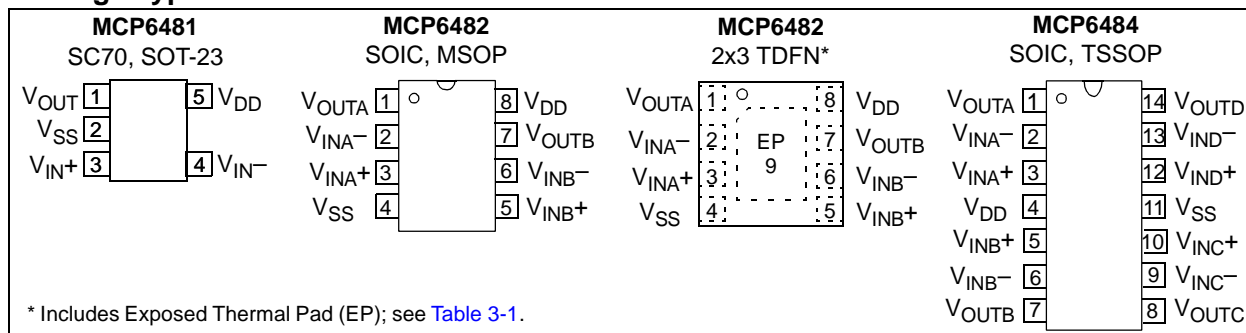 MCP6481
SC70, SOT-23
VOUT 1 5 VDD
VSS 2
VIN+ 3 4 VIN–
MCP6482
SOIC, MSOP
VOUTA 1 8 VDD
VINA– 2 7 VOUTB
VINA+ 3 6 VINB–
VSS 4 5 VINB+
MCP6482
2x3 TDFN*
VOUTA 1 8 VDD
VINA– 2 7 VOUTB
EP
9
VINA+ 3 6 VINB–
VSS 4 5 VINB+
MCP6484
SOIC, TSSOP
VOUTA 1 14 VOUTD
VINA– 2 13 VIND–
VINA+ 3 12 VIND+
VDD 4 11 VSS
VINB+ 5 10 VINC+
VINB– 6 9 VINC–
VOUTB 7 8 VOUTC
* Includes Exposed Thermal Pad (EP); see Table 3-1.